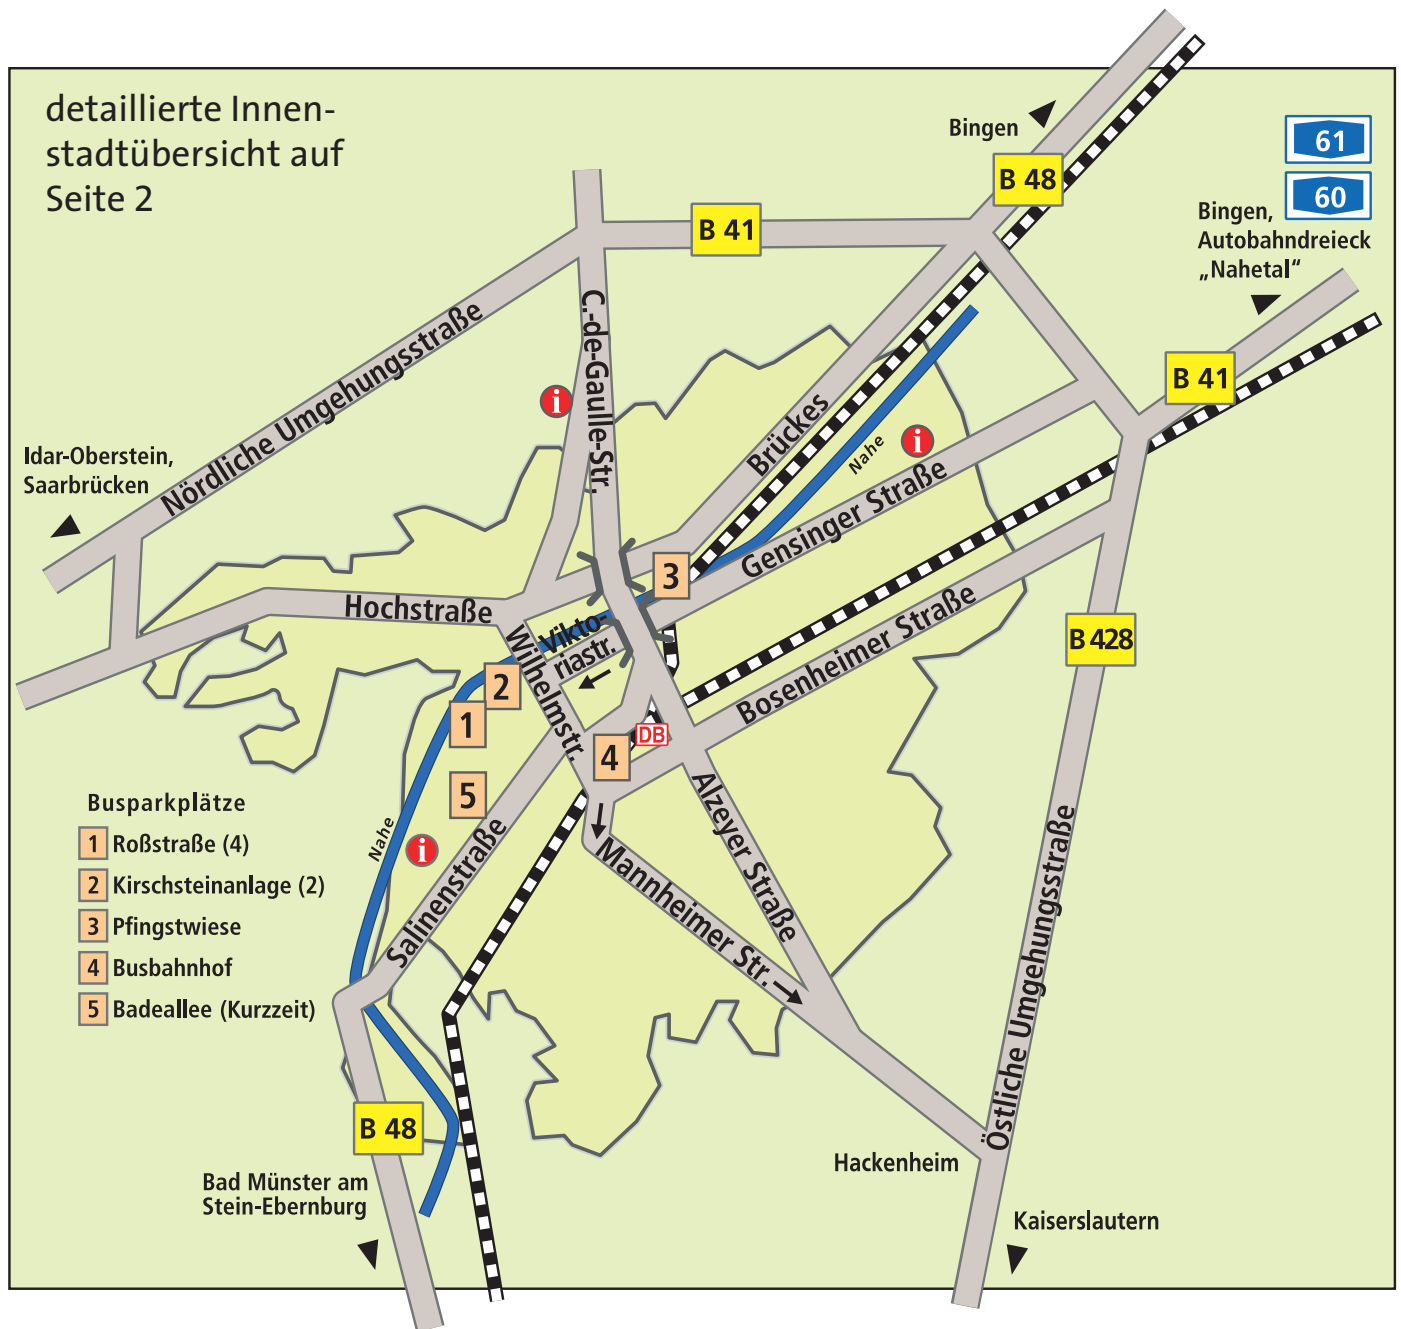 detaillierte Innen-
stadtübersicht auf
Seite 2
Bingen
B 48
61
60
Bingen,
Autobahndreieck
„Nahetal“
B 41
B 41
Nördliche Umgehungsstraße
C.-de-Gaulle-Str.
i
Brückes
Nahe
i
Gensinger Straße
Idar-Oberstein,
Saarbrücken
3
Hochstraße
Wilhelmstr.
Vikto-
riastr.
Bosenheimer Straße
B 428
2
1
DB
4
5
Alzeyer Straße
Nahe
i
Salinenstraße
Mannheimer Str.
Östliche Umgehungsstraße
Busparkplätze
1 Roßstraße (4)
2 Kirschsteinanlage (2)
3 Pfingstwiese
4 Busbahnhof
5 Badeallee (Kurzzeit)
B 48
Bad Münster am
Stein-Ebernburg
Hackenheim
Kaiserslautern